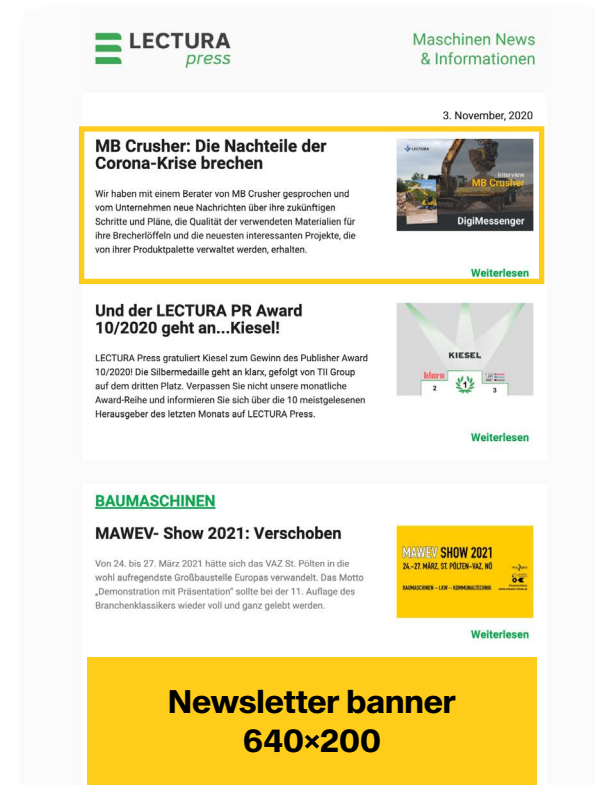 LECTURA
press
Maschinen News
& Informationen
3. November, 2020
MB Crusher: Die Nachteile der
Corona-Krise brechen
Wir haben mit einem Berater von MB Crusher gesprochen und
vom Unternehmen neue Nachrichten über ihre zukünftigen
Schritte und Pläne, die Qualität der verwendeten Materialien für
ihre Brecherlöffeln und die neuesten interessanten Projekte, die
von ihrer Produktpalette verwaltet werden, erhalten.
LECTURA
Interview
MB Crusher
DigiMessenger
Weiterlesen
Und der LECTURA PR Award
10/2020 geht an...Kiesel!
LECTURA Press gratuliert Kiesel zum Gewinn des Publisher Award
10/2020! Die Silbermedaille geht an klarx, gefolgt von TII Group
auf dem dritten Platz. Verpassen Sie nicht unsere monatliche
Award-Reihe und informieren Sie sich über die 10 meistgelesenen
Herausgeber des letzten Monats auf LECTURA Press.
KIESEL
klarx
2
1
3
Weiterlesen
BAUMASCHINEN
MAWEV- Show 2021: Verschoben
Von 24. bis 27. März 2021 hätte sich das VAZ St. Pölten in die
wohl aufregendste Großbaustelle Europas verwandelt. Das Motto
„Demonstration mit Präsentation" sollte bei der 11. Auflage des
Branchenklassikers wieder voll und ganz gelebt werden.
MAWEV SHOW 2021
24.–27. MÄRZ, ST. PÖLTEN–VAZ, NÖ
BAUMASCHINEN – LKW – KOMMUNALTECHNIK
Weiterlesen
Newsletter banner
640×200